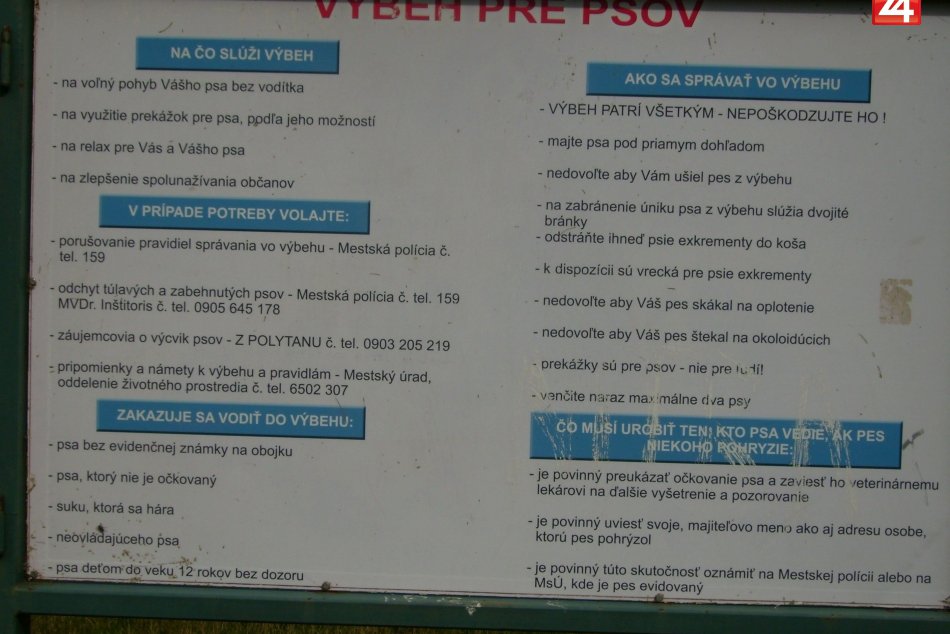 VÝBEH PRE PSOV
24
NA ČO SLÚŽI VÝBEH
- na voľný pohyb Vášho psa bez vodítka
- na využitie prekážok pre psa, podľa jeho možností
- na relax pre Vás a Vášho psa
- na zlepšenie spolunažívania občanov
V PRÍPADE POTREBY VOLAJTE:
- porušovanie pravidiel správania vo výbehu - Mestská polícia č.
tel. 159
- odchyt túlavých a zabehnutých psov - Mestská polícia č. tel. 159
MVDr. Inštitoris č. tel. 0905 645 178
- záujemcovia o výcvik psov - Z POLYTANU č. tel. 0903 205 219
- pripomienky a námety k výbehu a pravidlám - Mestský úrad,
oddelenie životného prostredia č. tel. 6502 307
ZAKAZUJE SA VODIŤ DO VÝBEHU:
- psa bez evidenčnej známky na obojku
- psa, ktorý nie je očkovaný
- suku, ktorá sa hára
- neovládajúceho psa
- psa deťom do veku 12 rokov bez dozoru
AKO SA SPRÁVAŤ VO VÝBEHU
- VÝBEH PATRÍ VŠETKÝM - NEPOŠKODZUJTE HO !
- majte psa pod priamym dohľadom
- nedovoľte aby Vám ušiel pes z výbehu
- na zabránenie úniku psa z výbehu slúžia dvojité
bránky
- odstráňte ihneď psie exkrementy do koša
- k dispozícii sú vrecká pre psie exkrementy
- nedovoľte aby Váš pes skákal na oplotenie
- nedovoľte aby Váš pes štekal na okoloidúcich
- prekážky sú pre psov - nie pre ľudí!
- venčite naraz maximálne dva psy
ČO MUSÍ UROBIŤ TEN, KTO PSA VEDIE, AK PES
NIEKOHO POHRYZIE:
- je povinný preukázať očkovanie psa a zaviesť ho veterinárnemu
lekárovi na ďalšie vyšetrenie a pozorovanie
- je povinný uviesť svoje, majiteľovo meno ako aj adresu osobe,
ktorú pes pohrýzol
- je povinný túto skutočnosť oznámiť na Mestskej polícii alebo na
MsÚ, kde je pes evidovaný